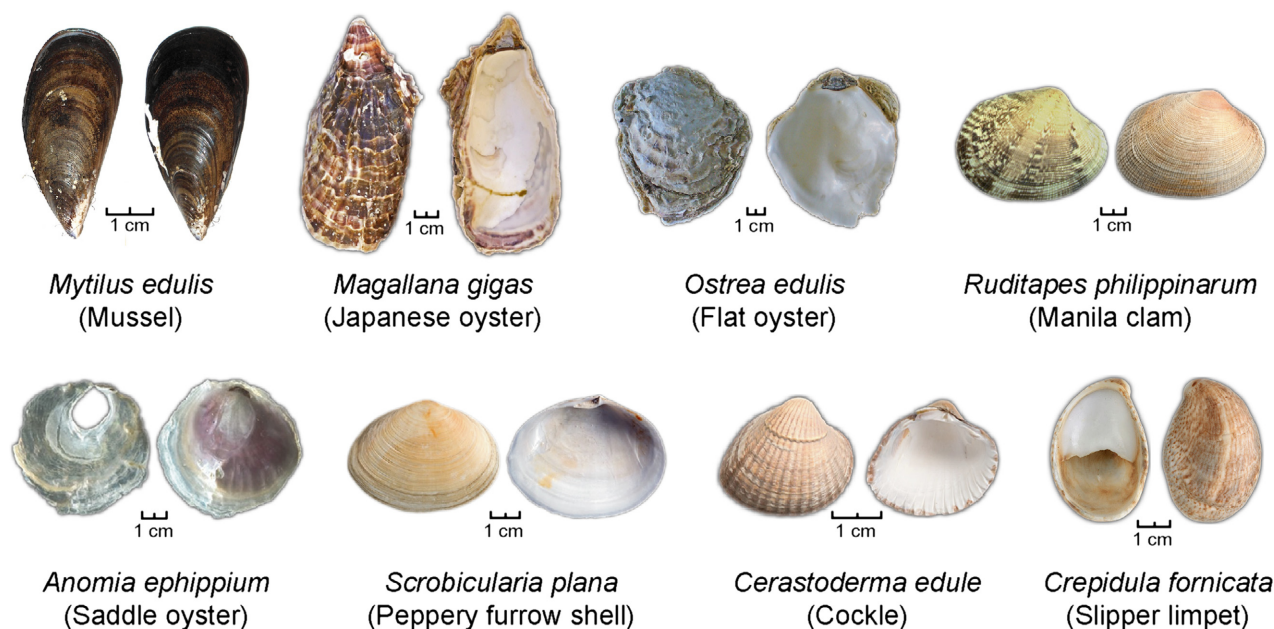 1 cm
1 cm
1 cm
1 cm
Mytilus edulis
(Mussel)
Magallana gigas
(Japanese oyster)
Ostrea edulis
(Flat oyster)
Ruditapes philippinarum
(Manila clam)
1 cm
1 cm
1 cm
1 cm
Anomia ephippium
(Saddle oyster)
Scrobicularia plana
(Peppery furrow shell)
Cerastoderma edule
(Cockle)
Crepidula fornicata
(Slipper limpet)